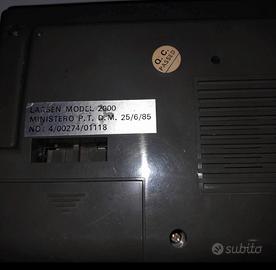 Q.C.
PASSED
LARSEN MODEL 2000
MINISTERO P.T. D.M. 25/6/85
NO: 4/00274/01118
subito